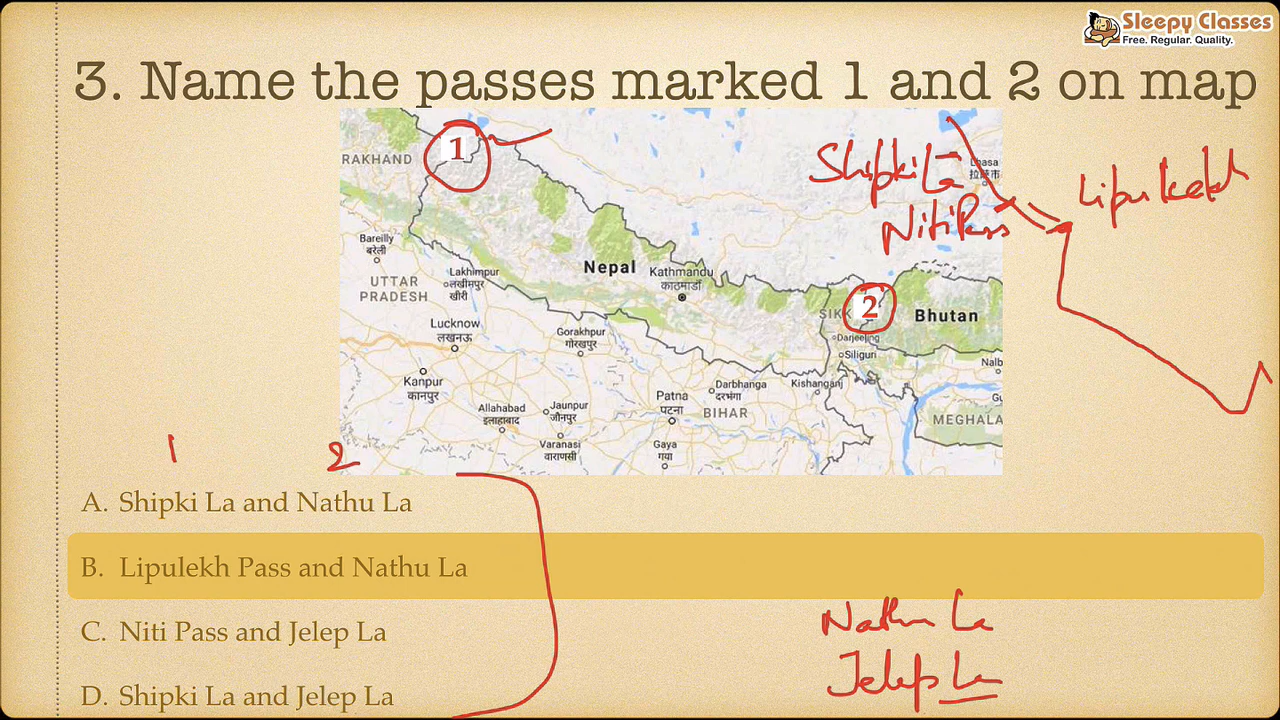 Sleepy Classes
Free. Regular. Quality.
3. Name the passes marked 1 and 2 on map
1
RAKHAND
Shipki La
Lhasa
拉萨市
Lipulekh
Niti Pass
Bareilly
बरेली
Nepal
Kathmandu
काठमाडौं
UTTAR
PRADESH
Lakhimpur
लखीमपुर
खीरी
2
SIKK
Bhutan
Darjeeling
Siliguri
Lucknow
लखनऊ
Gorakhpur
गोरखपुर
Nalb
Kanpur
कानपुर
Darbhanga
दरभंगा
Kishanganj
Patna
पटना
BIHAR
Gu
Allahabad
इलाहाबाद
Jaunpur
जौनपुर
MEGHALA
Varanasi
वाराणसी
Gaya
गया
1 2
A. Shipki La and Nathu La
B. Lipulekh Pass and Nathu La
C. Niti Pass and Jelep La
D. Shipki La and Jelep La
Nathu La
Jelep La